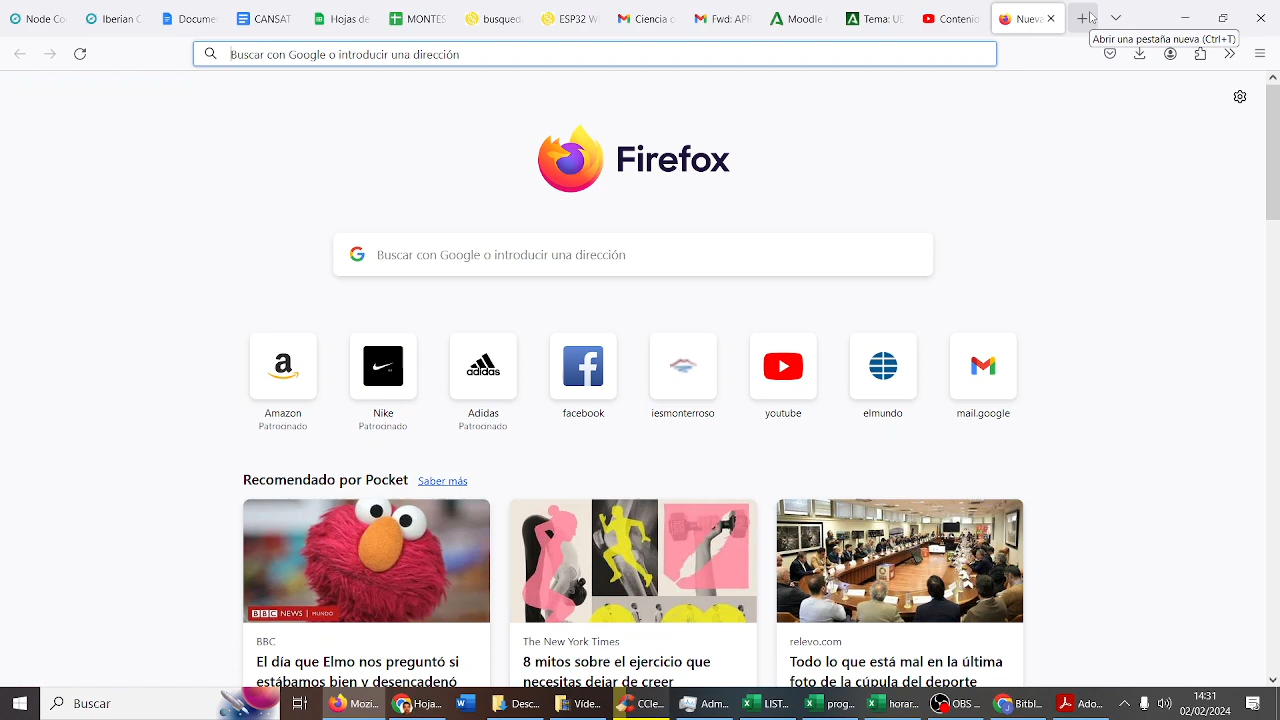 Node Co
Iberian C
Docume
CANSAT
Hojas de
MONTES
busqued
ESP32 W
Ciencia c
Fwd: APR
Moodle
Tema: UE
Contenio
Nueva
Abrir una pestaña nueva (Ctrl+T)
Buscar con Google o introducir una dirección
Firefox
Buscar con Google o introducir una dirección
Amazon
Patrocinado
Nike
Patrocinado
Adidas
Patrocinado
facebook
iesmonterroso
youtube
elmundo
mail.google
Recomendado por Pocket Saber más
BBC NEWS | MUNDO
BBC
El día que Elmo nos preguntó si
estábamos bien y desencadenó
The New York Times
8 mitos sobre el ejercicio que
necesitas dejar de creer
relevo.com
Todo lo que está mal en la última
foto de la cúpula del deporte
Buscar
Mozi...
Hoja...
Desc...
Víde...
CCle...
Adm...
LIST...
prog...
horar...
OBS ...
Bibl...
Ado...
14:31
02/02/2024